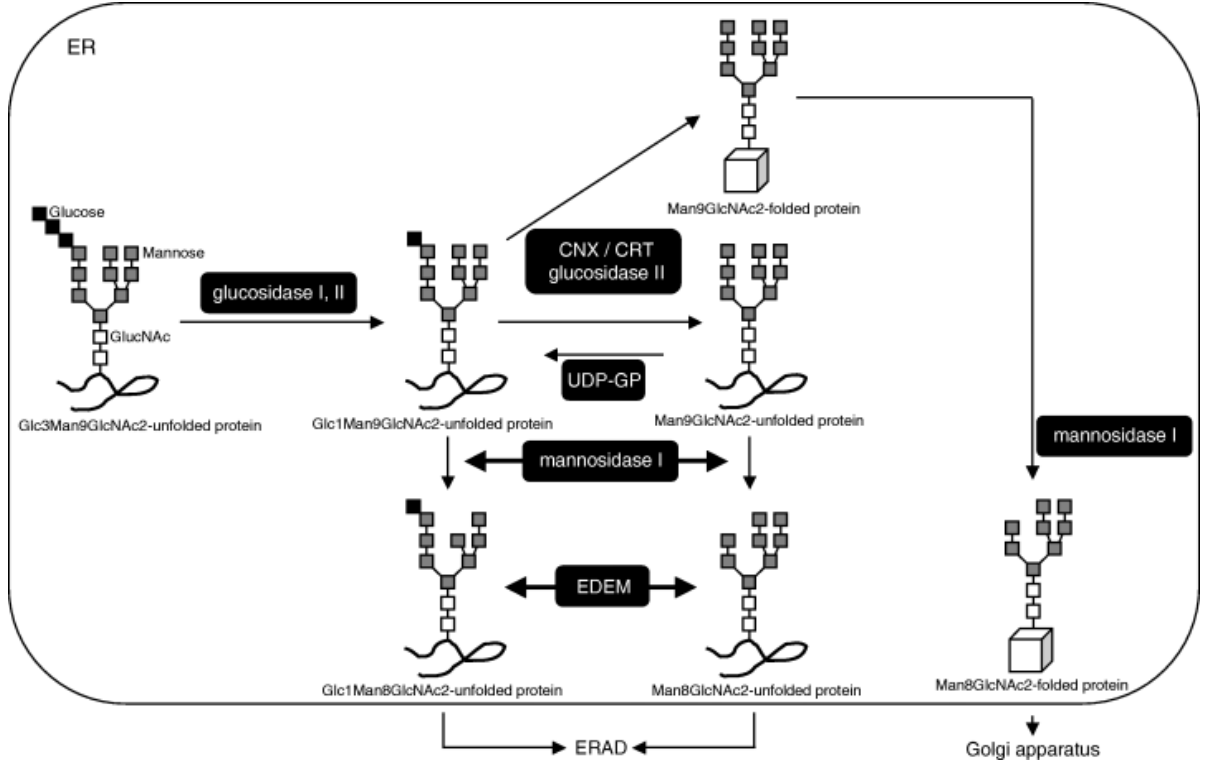 ER
Man9GlcNAc2-folded protein
Glucose
Mannose
GlucNAc
Glc3Man9GlcNAc2-unfolded protein
glucosidase I, II
Glc1Man9GlcNAc2-unfolded protein
CNX / CRT
glucosidase II
UDP-GP
Man9GlcNAc2-unfolded protein
mannosidase I
mannosidase I
EDEM
Glc1Man8GlcNAc2-unfolded protein
Man8GlcNAc2-unfolded protein
Man8GlcNAc2-folded protein
ERAD
Golgi apparatus